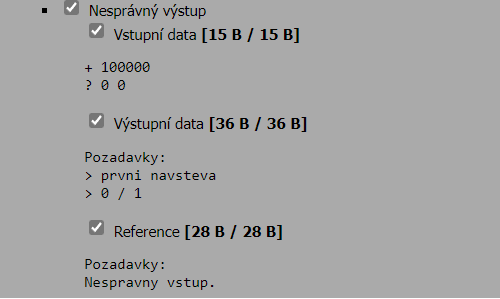 Nesprávný výstup
Vstupní data [15 B / 15 B]
+ 100000
? 0 0
Výstupní data [36 B / 36 B]
Pozadavky:
> prvni navsteva
> 0 / 1
Reference [28 B / 28 B]
Pozadavky:
Nespravny vstup.